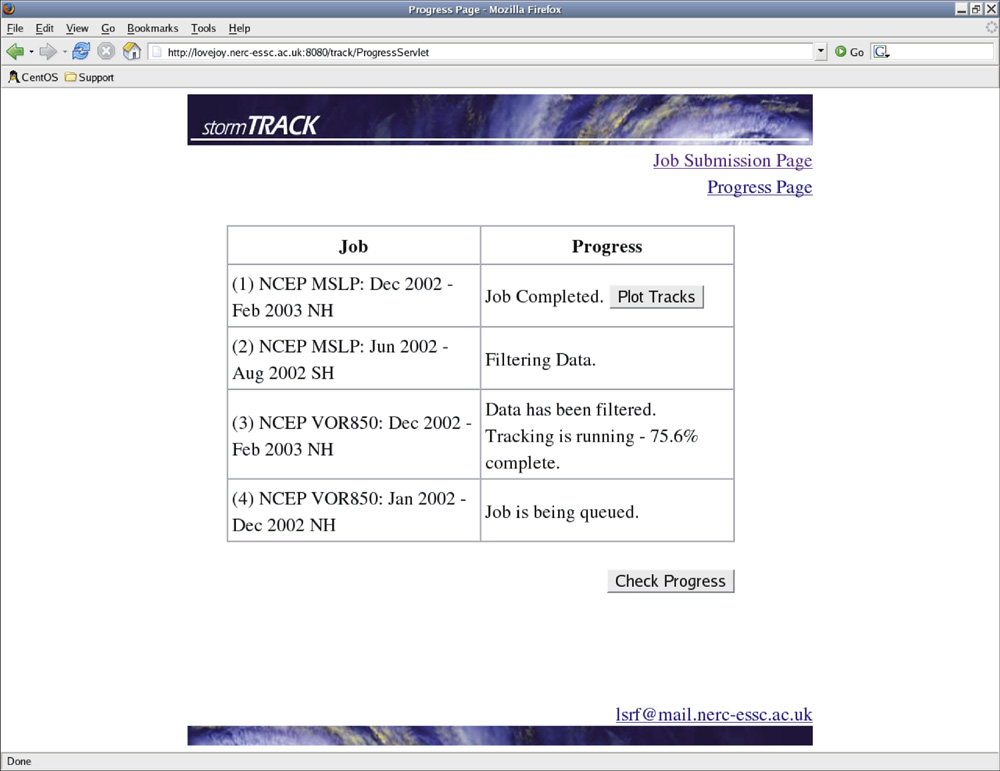 Progress Page - Mozilla Firefox
File Edit View Go Bookmarks Tools Help
http://lovejoy.nerc-essc.ac.uk:8080/track/ProgressServlet Go G
CentOS Support
stormTRACK
Job Submission Page
Progress Page
Job Progress
(1) NCEP MSLP: Dec 2002 -
Feb 2003 NH
Job Completed. Plot Tracks
(2) NCEP MSLP: Jun 2002 -
Aug 2002 SH
Filtering Data.
(3) NCEP VOR850: Dec 2002 -
Feb 2003 NH
Data has been filtered.
Tracking is running - 75.6%
complete.
(4) NCEP VOR850: Jan 2002 -
Dec 2002 NH
Job is being queued.
Check Progress
lsrf@mail.nerc-essc.ac.uk
Done